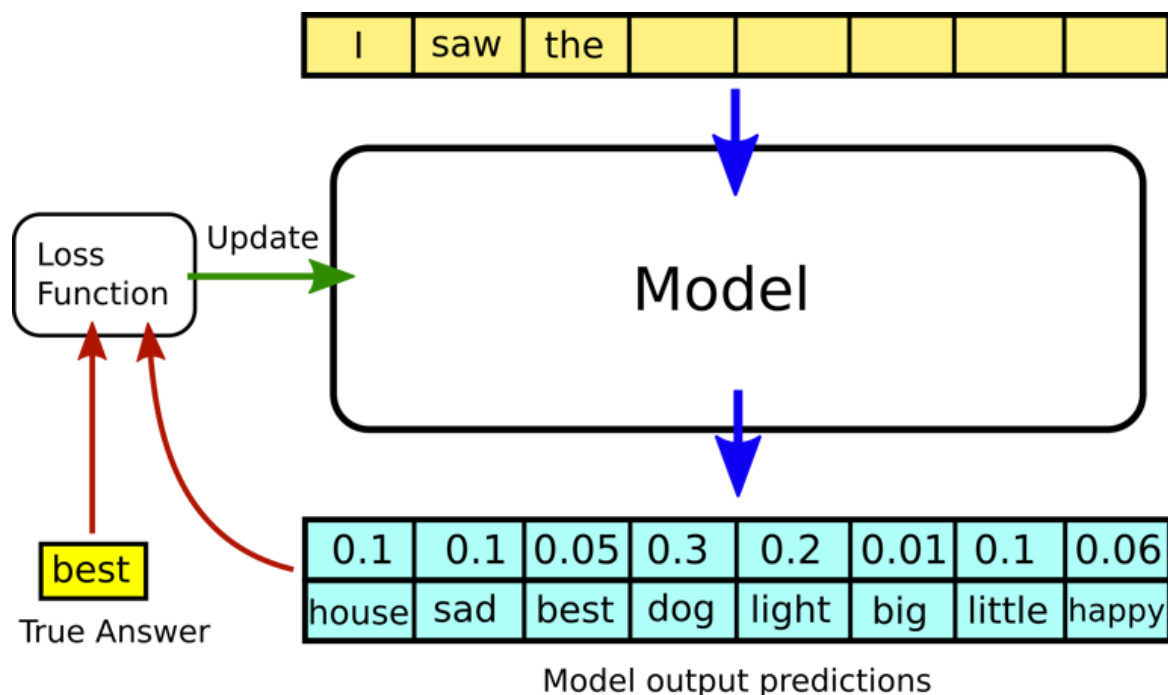 I saw the
Update
Loss
Function
Model
0.1 0.1 0.05 0.3 0.2 0.01 0.1 0.06
best
house sad best dog light big little happy
True Answer
Model output predictions